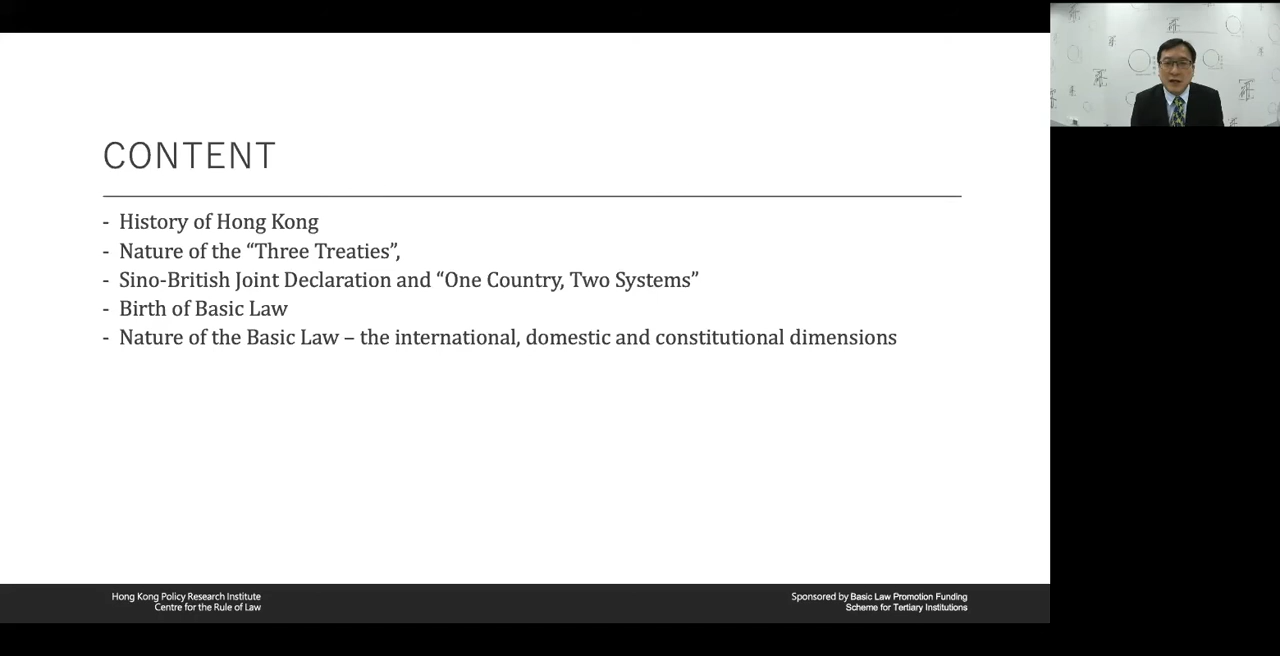 CONTENT
- History of Hong Kong
- Nature of the “Three Treaties”,
- Sino-British Joint Declaration and “One Country, Two Systems”
- Birth of Basic Law
- Nature of the Basic Law – the international, domestic and constitutional dimensions
Hong Kong Policy Research Institute
Centre for the Rule of Law
Sponsored by Basic Law Promotion Funding
Scheme for Tertiary Institutions